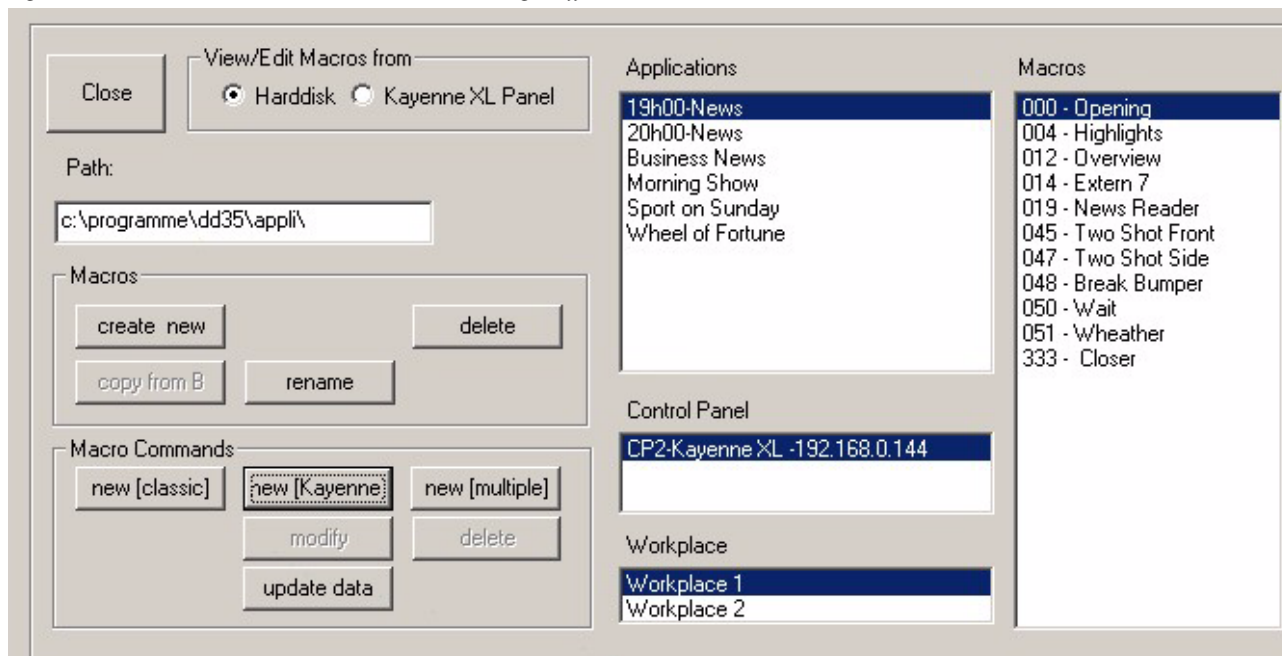 Close
View/Edit Macros from
Harddisk
Kayenne XL Panel
Path:
c:\programme\dd35\appli\
Macros
create new
delete
copy from B
rename
Macro Commands
new [classic]
new [Kayenne]
new [multiple]
modify
delete
update data
Applications
19h00-News
20h00-News
Business News
Morning Show
Sport on Sunday
Wheel of Fortune
Control Panel
CP2-Kayenne XL -192.168.0.144
Workplace
Workplace 1
Workplace 2
Macros
000 - Opening
004 - Highlights
012 - Overview
014 - Extern 7
019 - News Reader
045 - Two Shot Front
047 - Two Shot Side
048 - Break Bumper
050 - Wait
051 - Wheather
333 - Closer